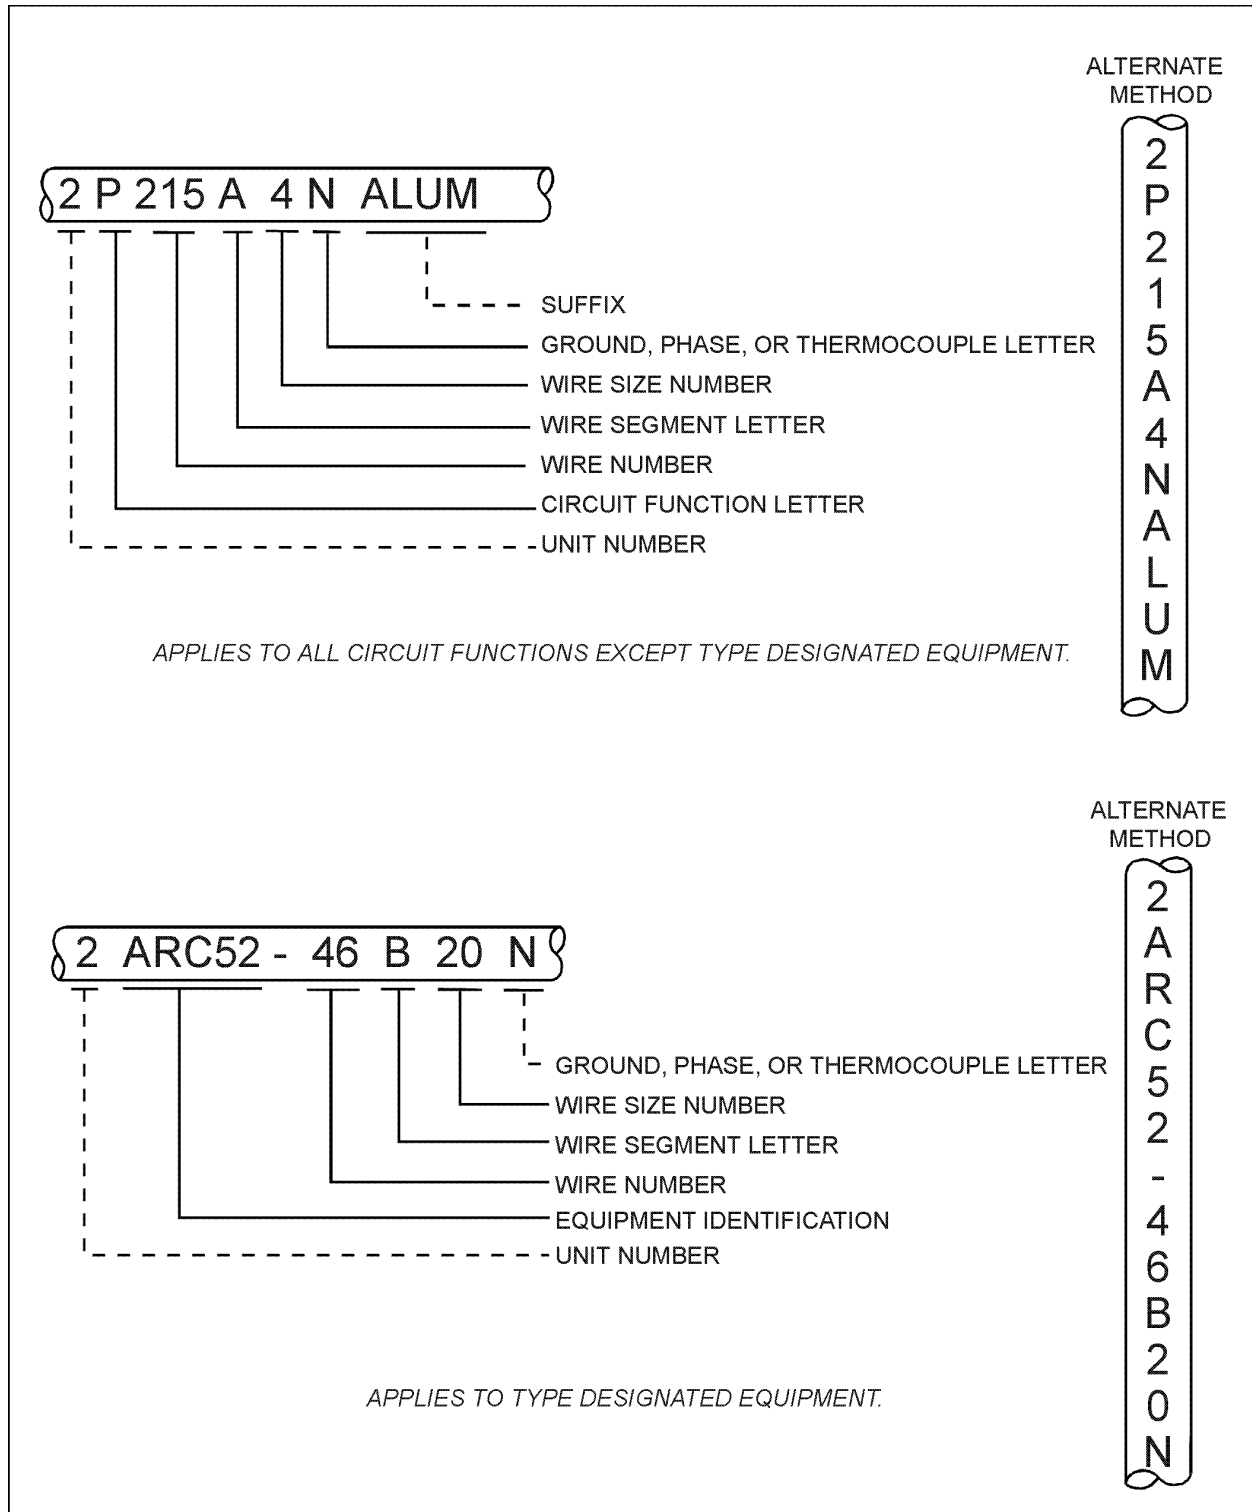 ALTERNATE
METHOD
2 P 215 A 4 N ALUM
SUFFIX
GROUND, PHASE, OR THERMOCOUPLE LETTER
WIRE SIZE NUMBER
WIRE SEGMENT LETTER
WIRE NUMBER
CIRCUIT FUNCTION LETTER
UNIT NUMBER
APPLIES TO ALL CIRCUIT FUNCTIONS EXCEPT TYPE DESIGNATED EQUIPMENT.
2
P
2
1
5
A
4
N
A
L
U
M
ALTERNATE
METHOD
2 ARC52 - 46 B 20 N
GROUND, PHASE, OR THERMOCOUPLE LETTER
WIRE SIZE NUMBER
WIRE SEGMENT LETTER
WIRE NUMBER
EQUIPMENT IDENTIFICATION
UNIT NUMBER
APPLIES TO TYPE DESIGNATED EQUIPMENT.
2
A
R
C
5
2
-
4
6
B
2
0
N